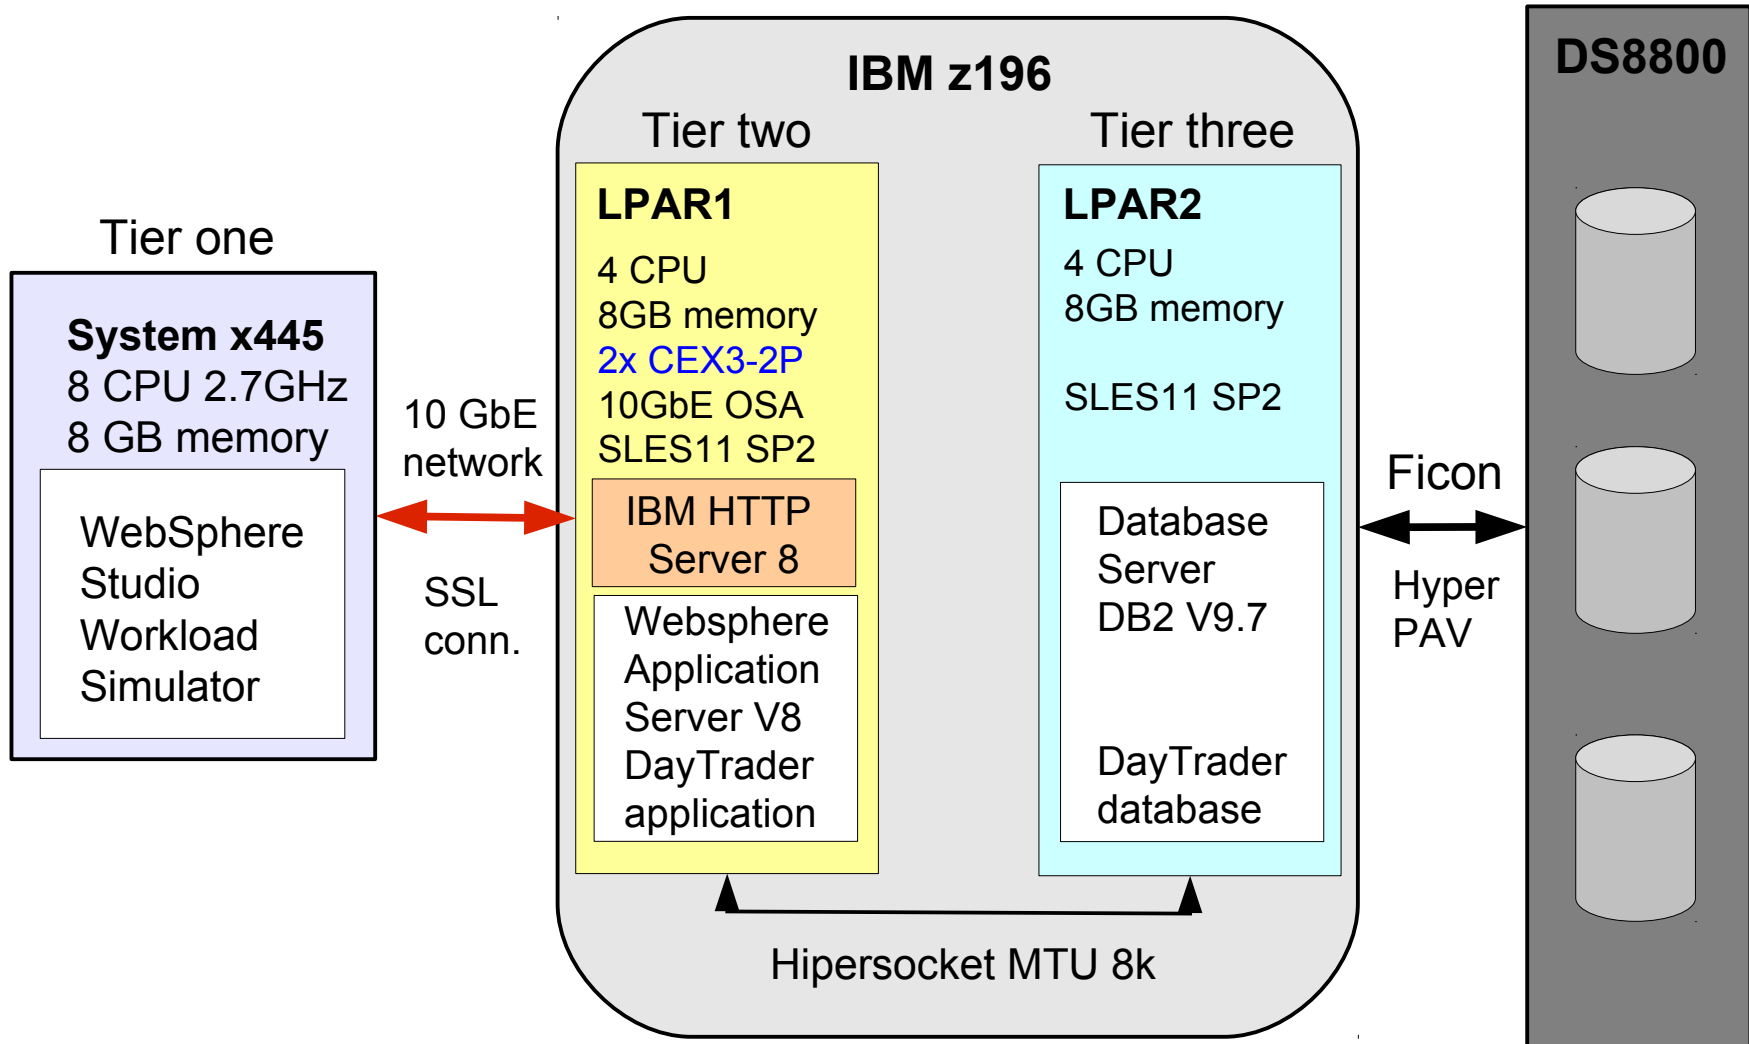 Tier one
System x445
8 CPU 2.7GHz
8 GB memory
WebSphere
Studio
Workload
Simulator
10 GbE
network
SSL
conn.
IBM z196
Tier two
LPAR1
4 CPU
8GB memory
2x CEX3-2P
10GbE OSA
SLES11 SP2
IBM HTTP
Server 8
Websphere
Application
Server V8
DayTrader
application
Tier three
LPAR2
4 CPU
8GB memory
SLES11 SP2
Database
Server
DB2 V9.7
DayTrader
database
Hipersocket MTU 8k
Ficon
Hyper
PAV
DS8800